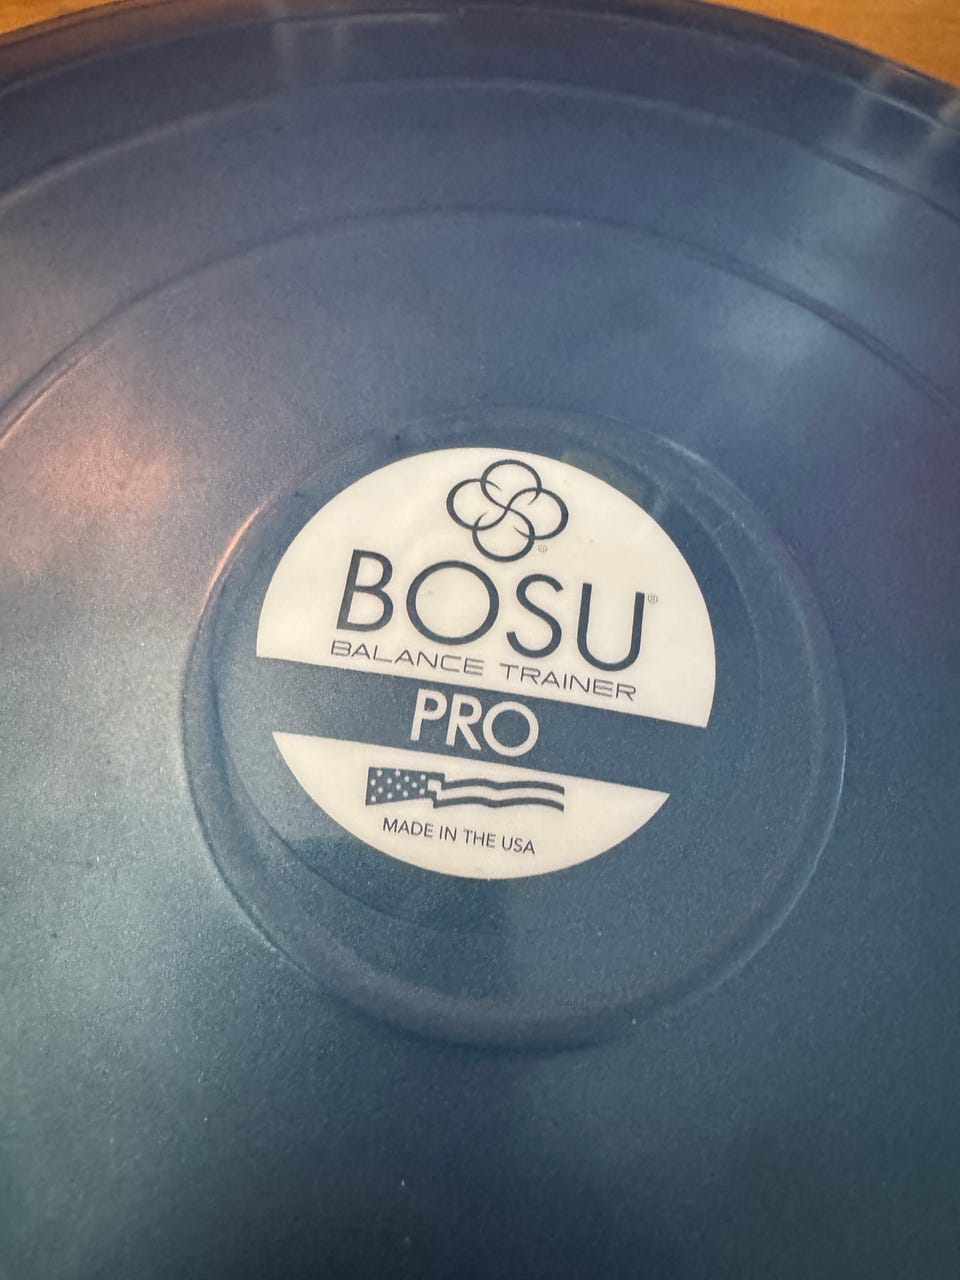 BOSU®
BALANCE TRAINER
PRO
MADE IN THE USA